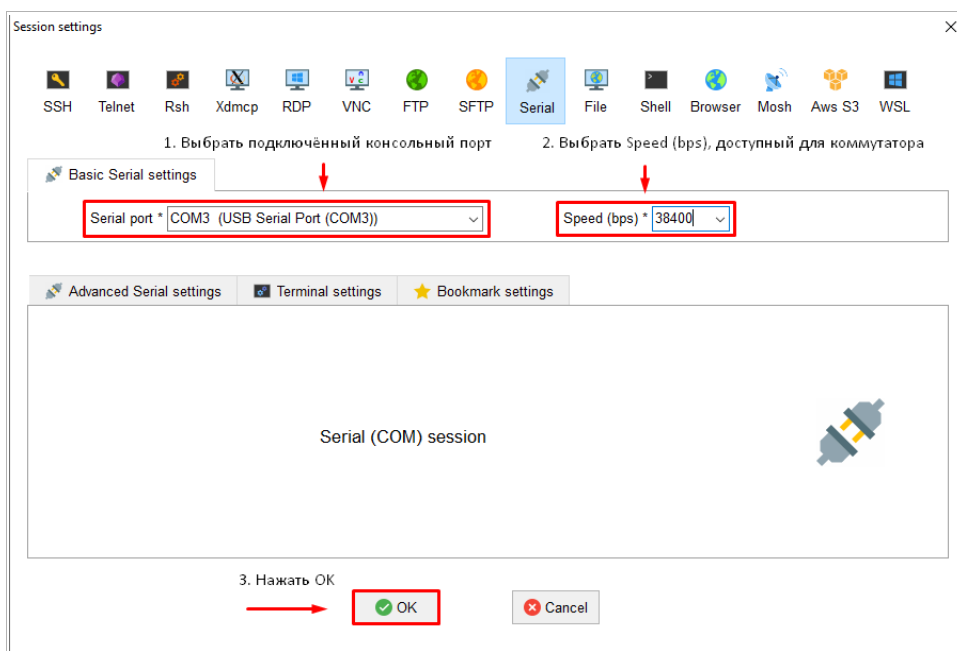 Session settings
SSH Telnet Rsh Xdmcp RDP VNC FTP SFTP Serial File Shell Browser Mosh Aws S3 WSL
1. Выбрать подключённый консольный порт 2. Выбрать Speed (bps), доступный для коммутатора
Basic Serial settings
Serial port * COM3 (USB Serial Port (COM3)) Speed (bps) * 38400
Advanced Serial settings Terminal settings Bookmark settings
Serial (COM) session
3. Нажать OK
OK Cancel